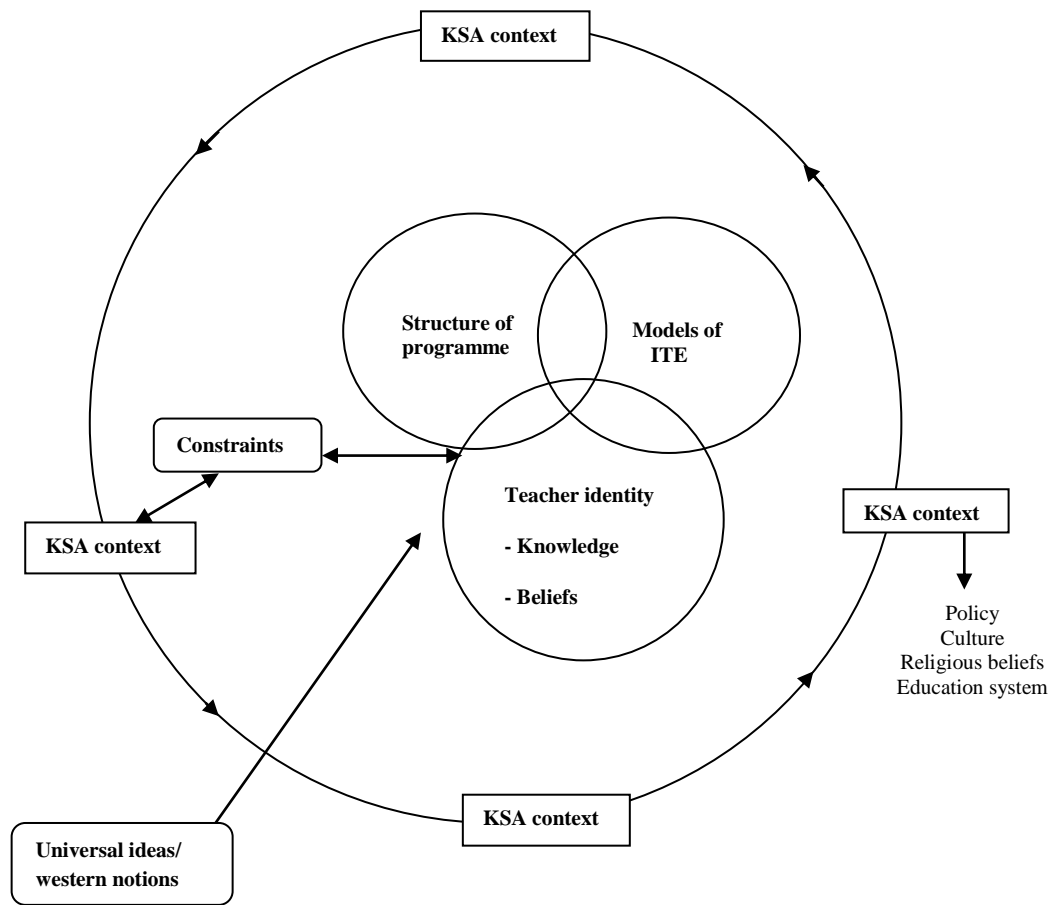 KSA context
Structure of
programme
Models of
ITE
Constraints
Teacher identity
- Knowledge
- Beliefs
KSA context
KSA context
Policy
Culture
Religious beliefs
Education system
KSA context
Universal ideas/
western notions